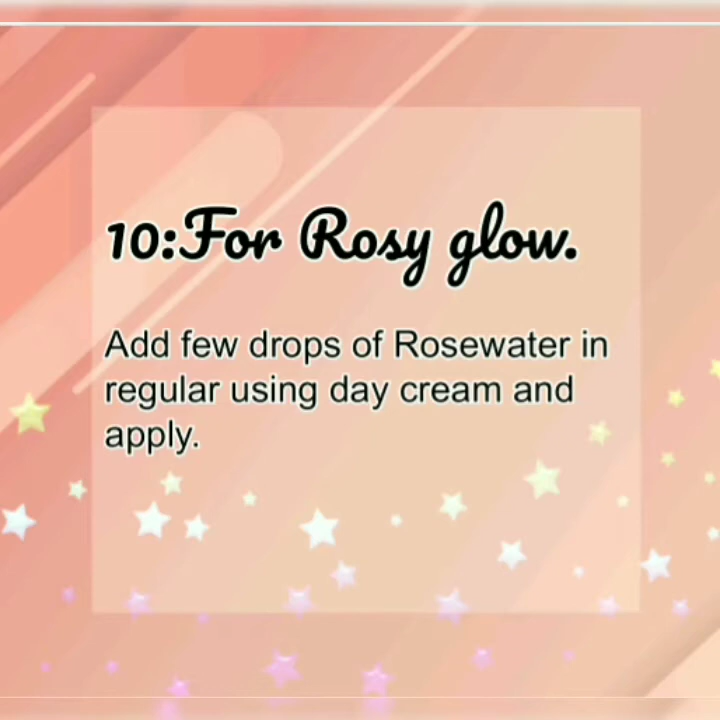 10:For Rosy glow.
Add few drops of Rosewater in
regular using day cream and
apply.